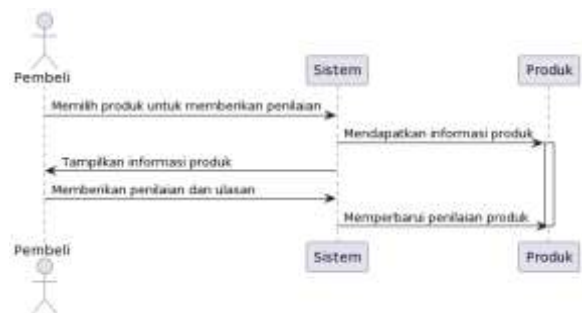 Pembeli
Sistem
Produk
Memilih produk untuk memberikan penilaian
Mendapatkan informasi produk
Tampilkan informasi produk
Memberikan penilaian dan ulasan
Memperbarui penilaian produk
Pembeli
Sistem
Produk